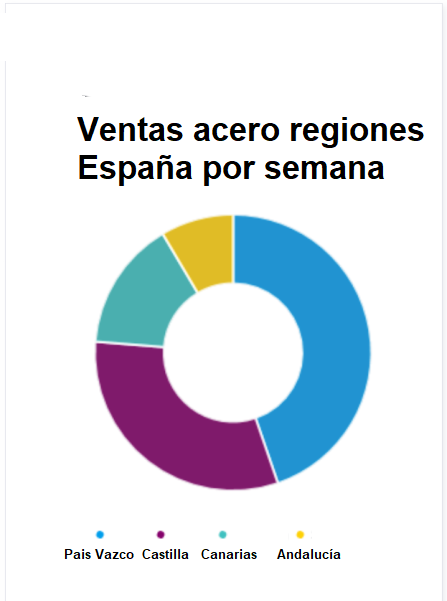 Ventas acero regiones
España por semana
Pais Vazco Castilla Canarias Andalucía